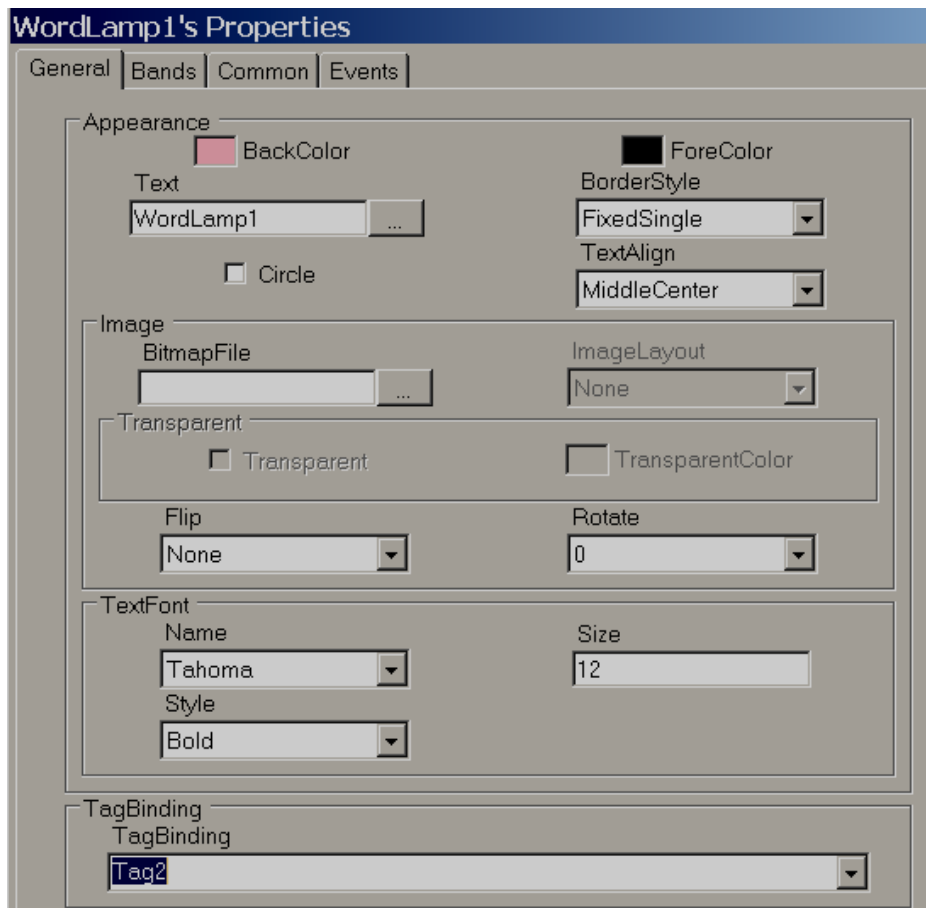 WordLamp1's Properties
General Bands Common Events
Appearance
BackColor ForeColor
Text BorderStyle
WordLamp1 ... FixedSingle
TextAlign
Circle MiddleCenter
Image
BitmapFile ImageLayout
... None
Transparent
Transparent TransparentColor
Flip Rotate
None 0
TextFont
Name Size
Tahoma 12
Style
Bold
TagBinding
TagBinding
Tag2